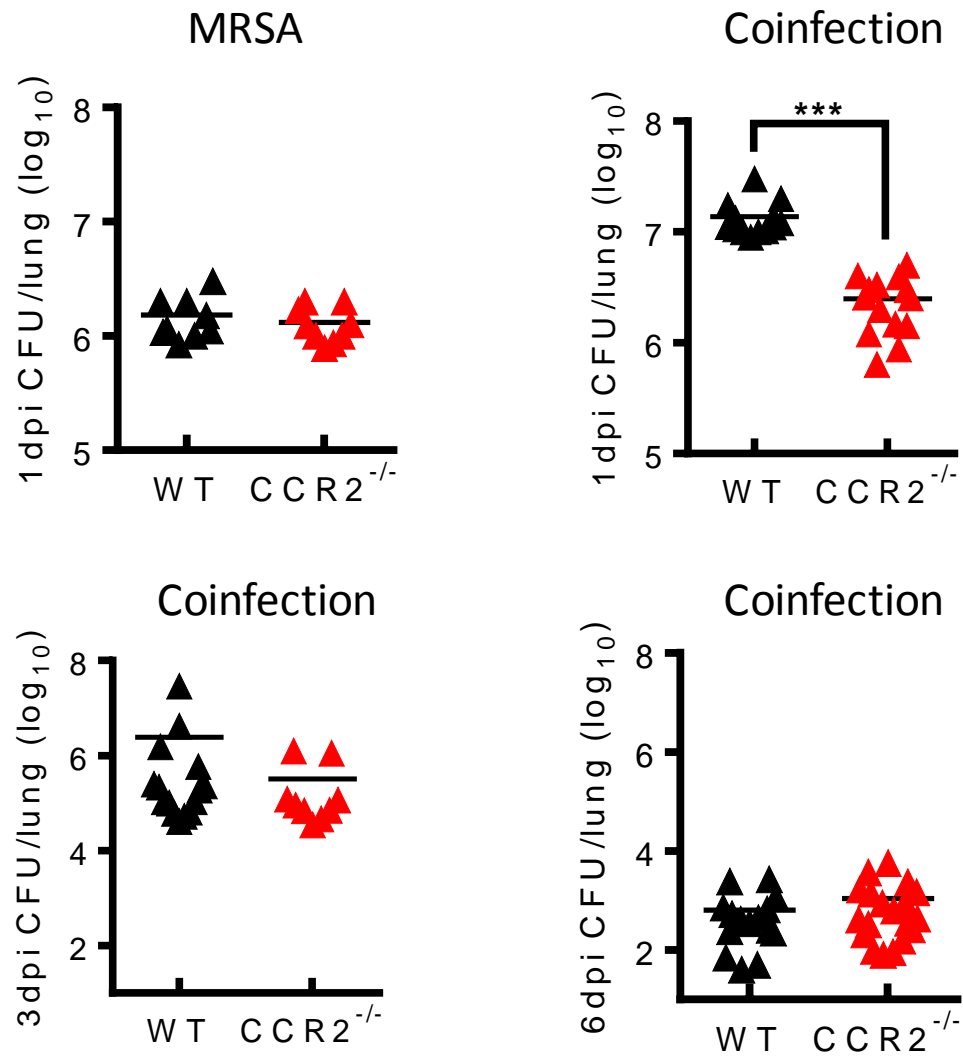 MRSA
1dpi CFU/lung (log10)
8
7
6
5
WT CCR2-/-
Coinfection
1dpi CFU/lung (log10)
8
7
6
5
***
WT CCR2-/-
Coinfection
3dpi CFU/lung (log10)
8
6
4
2
WT CCR2-/-
Coinfection
6dpi CFU/lung (log10)
8
6
4
2
WT CCR2-/-